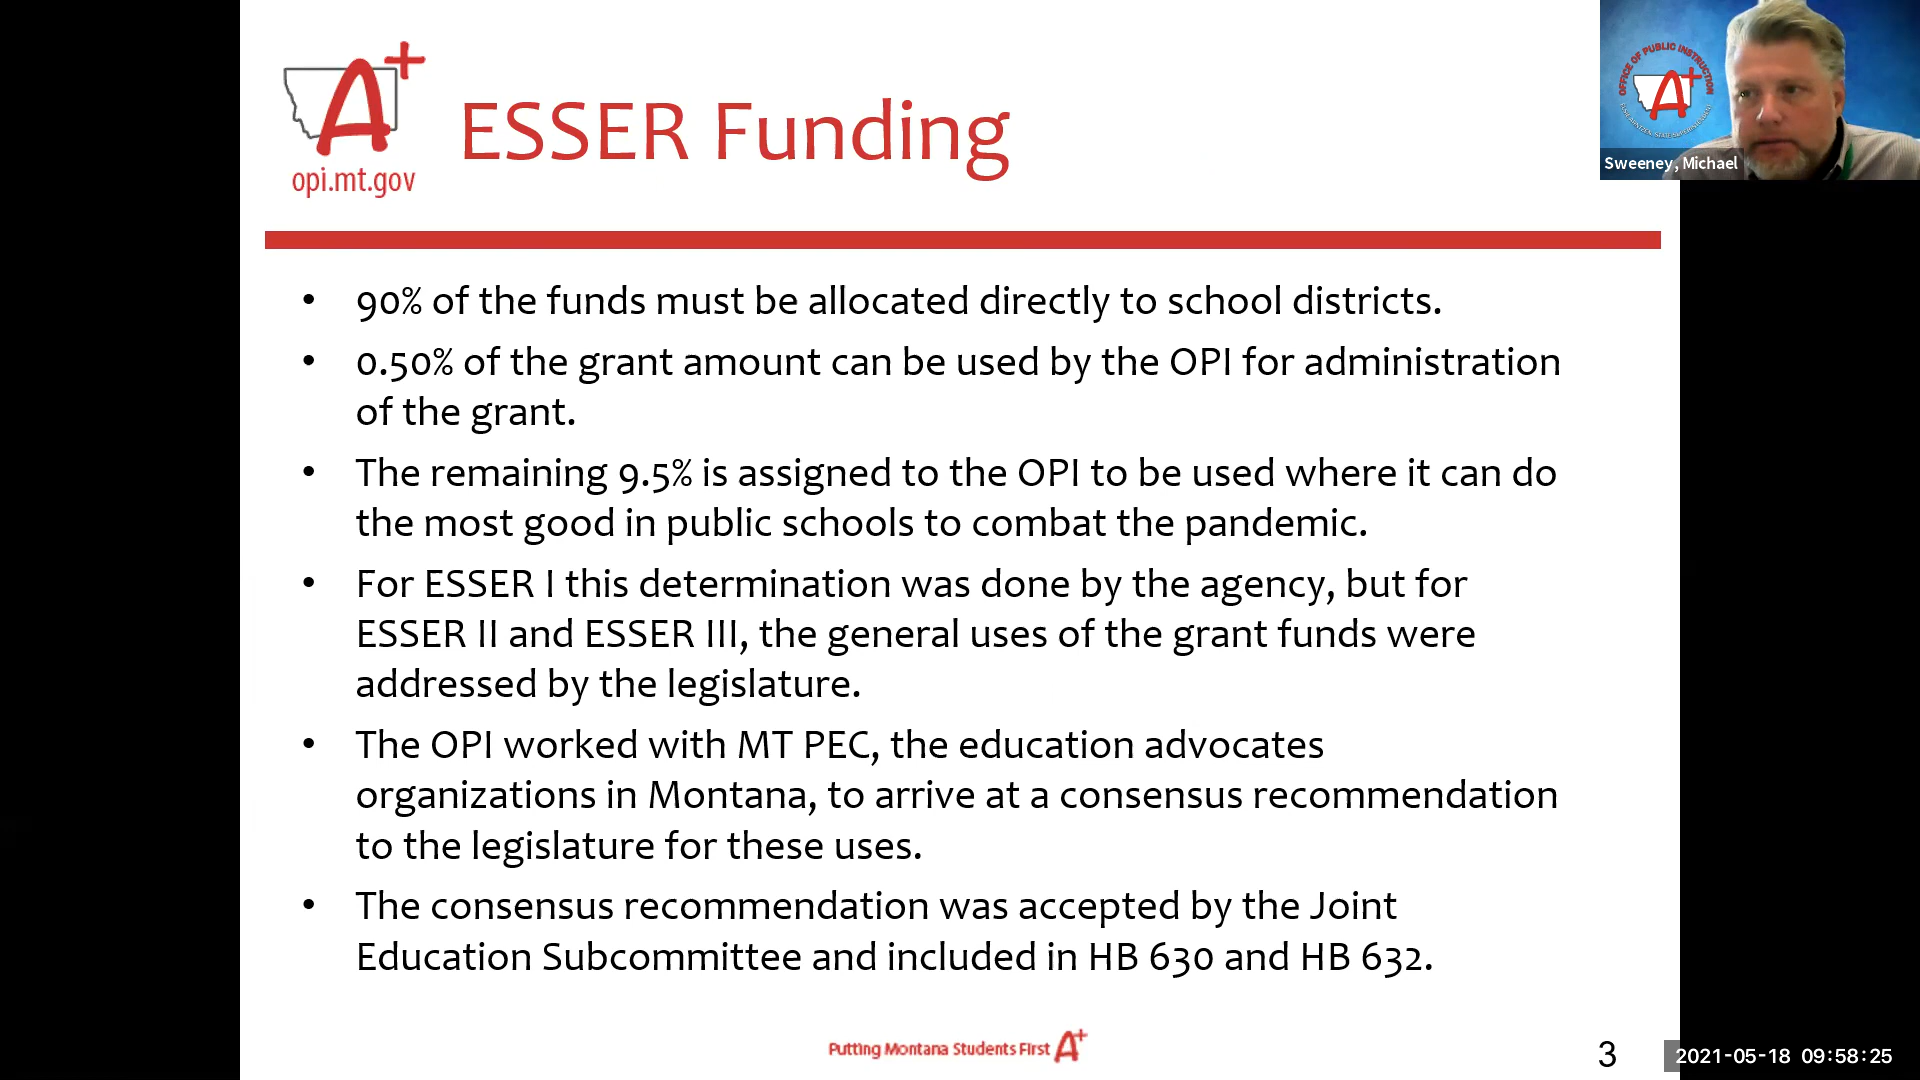 A+
opi.mt.gov
ESSER Funding
OFFICE OF PUBLIC INSTRUCTION
A+
Sweeney, Michael
• 90% of the funds must be allocated directly to school districts.
• 0.50% of the grant amount can be used by the OPI for administration
of the grant.
• The remaining 9.5% is assigned to the OPI to be used where it can do
the most good in public schools to combat the pandemic.
• For ESSER I this determination was done by the agency, but for
ESSER II and ESSER III, the general uses of the grant funds were
addressed by the legislature.
• The OPI worked with MT PEC, the education advocates
organizations in Montana, to arrive at a consensus recommendation
to the legislature for these uses.
• The consensus recommendation was accepted by the Joint
Education Subcommittee and included in HB 630 and HB 632.
Putting Montana Students First A+
3
2021-05-18 09:58:25